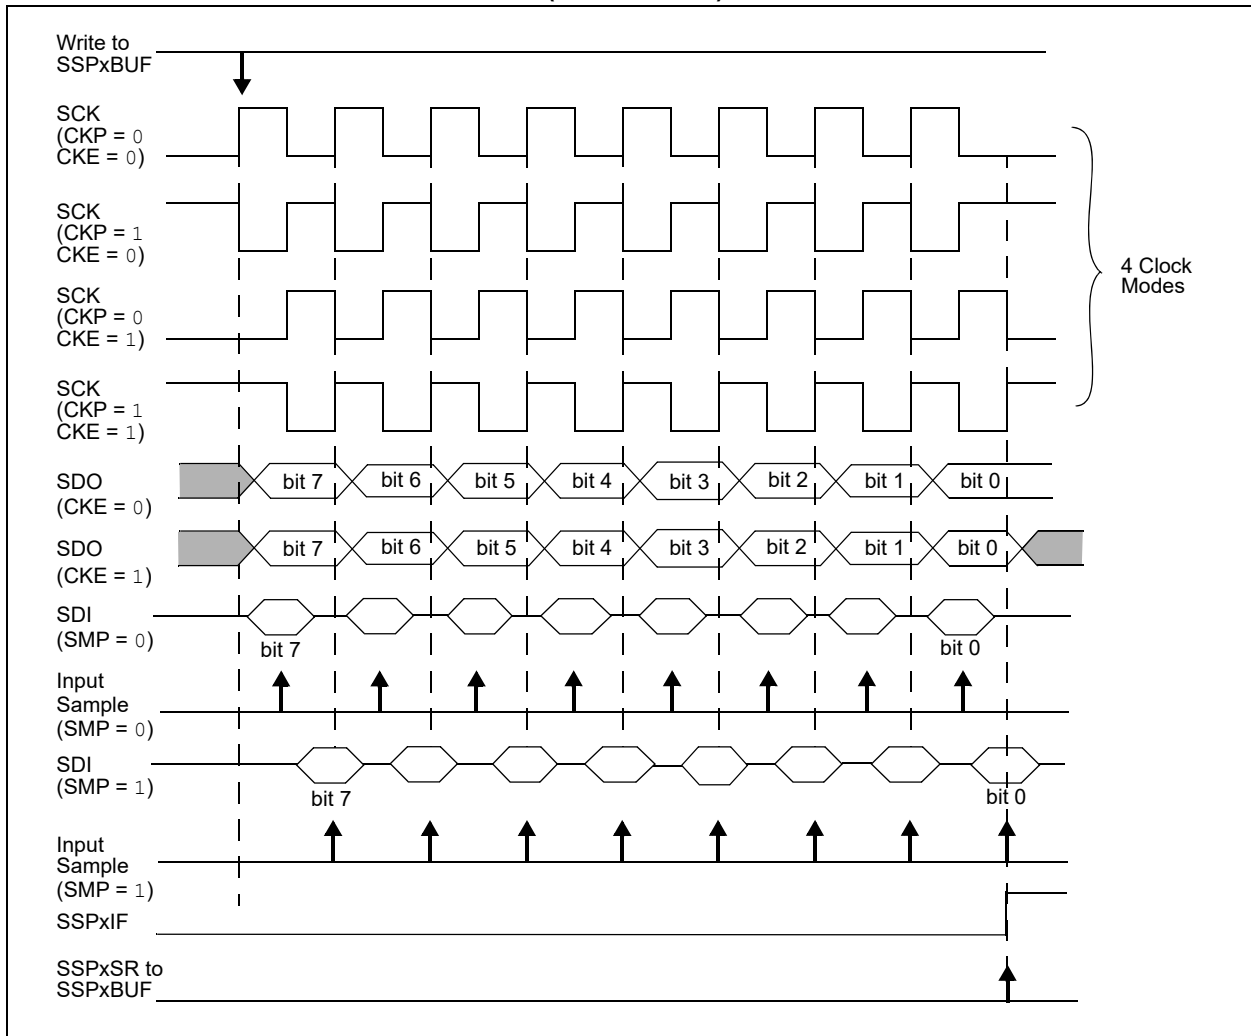 Write to
SSPxBUF
SCK
(CKP = 0
CKE = 0)
SCK
(CKP = 1
CKE = 0)
4 Clock
Modes
SCK
(CKP = 0
CKE = 1)
SCK
(CKP = 1
CKE = 1)
SDO
(CKE = 0)
bit 7 bit 6 bit 5 bit 4 bit 3 bit 2 bit 1 bit 0
SDO
(CKE = 1)
bit 7 bit 6 bit 5 bit 4 bit 3 bit 2 bit 1 bit 0
SDI
(SMP = 0)
bit 7 bit 0
Input
Sample
(SMP = 0)
SDI
(SMP = 1)
bit 7 bit 0
Input
Sample
(SMP = 1)
SSPxIF
SSPxSR to
SSPxBUF